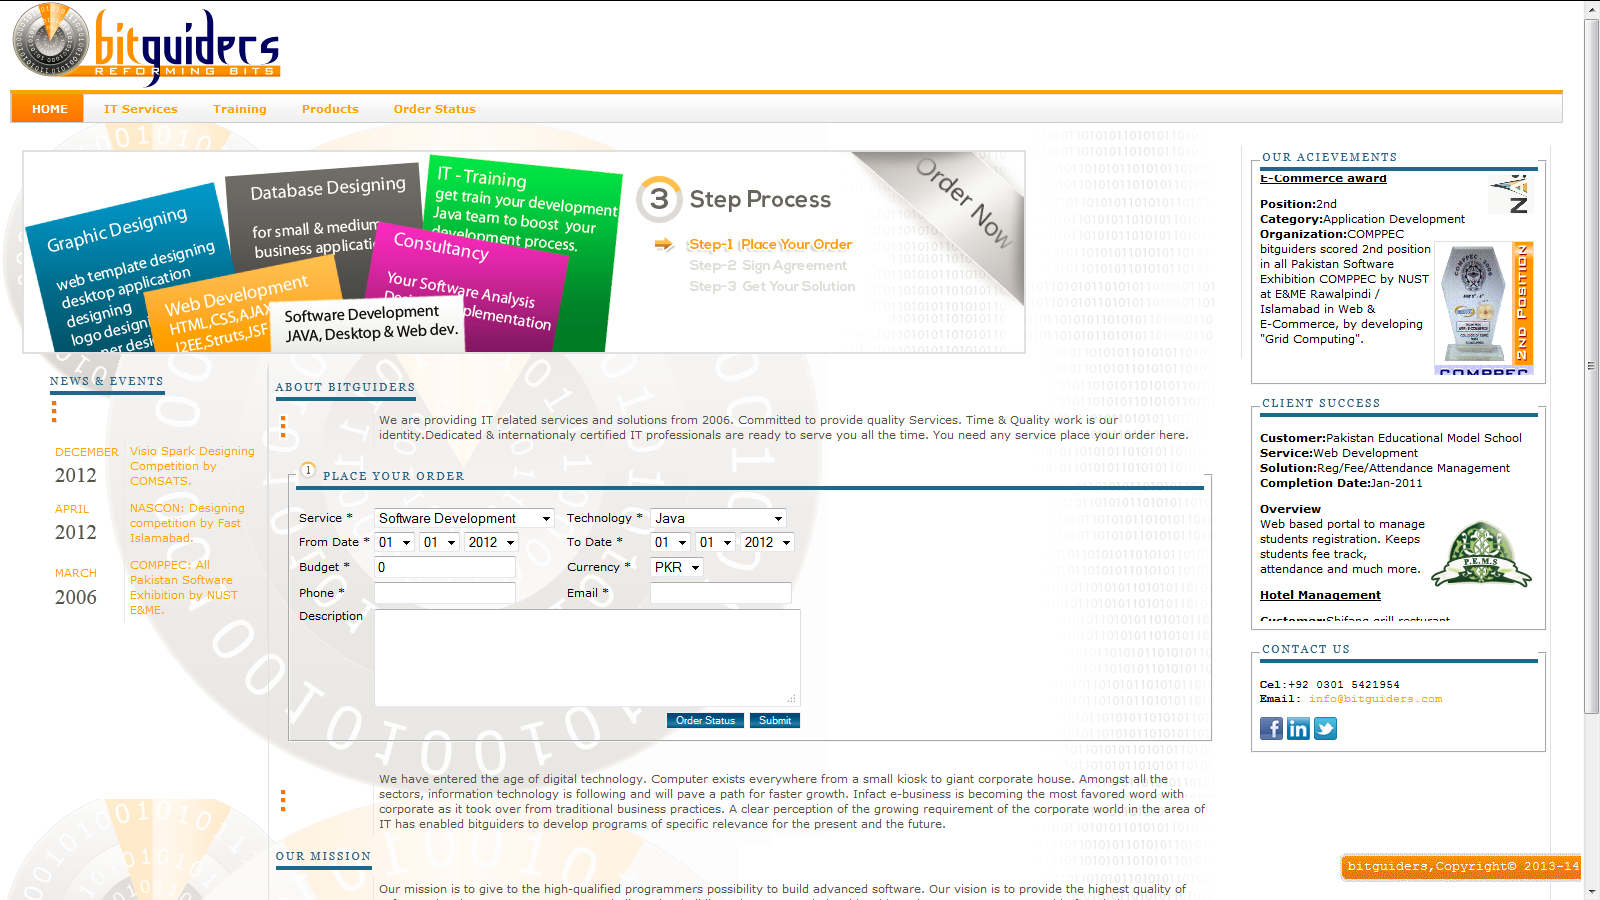 bitguiders
REFORMING BITS
HOME
IT Services
Training
Products
Order Status
Graphic Designing
web template designing
desktop application
designing
Database Designing
for small & medium
IT - Training
get train your development
Java team to boost your
development process.
Web Development
Consultancy
Your Software Analysis
Software Development
JAVA, Desktop & Web dev.
3 Step Process
Step-1 Place Your Order
Step-2 Sign Agreement
Step-3 Get Your Solution
Order Now
NEWS & EVENTS
DECEMBER
2012
Visio Spark Designing
Competition by
COMSATS.
APRIL
2012
NASCON: Designing
competition by Fast
Islamabad.
MARCH
2006
COMPPEC: All
Pakistan Software
Exhibition by NUST
E&ME.
ABOUT BITGUIDERS
We are providing IT related services and solutions from 2006. Committed to provide quality Services. Time & Quality work is our
identity.Dedicated & internationaly certified IT professionals are ready to serve you all the time. You need any service place your order here.
1 PLACE YOUR ORDER
Service * Software Development Technology * Java
From Date * 01 01 2012 To Date * 01 01 2012
Budget * 0 Currency * PKR
Phone * Email *
Description
Order Status Submit
We have entered the age of digital technology. Computer exists everywhere from a small kiosk to giant corporate house. Amongst all the
sectors, information technology is following and will pave a path for faster growth. Infact e-business is becoming the most favored word with
corporate as it took over from traditional business practices. A clear perception of the growing requirement of the corporate world in the area of
IT has enabled bitguiders to develop programs of specific relevance for the present and the future.
OUR MISSION
Our mission is to give to the high-qualified programmers possibility to build advanced software. Our vision is to provide the highest quality of
OUR ACIEVEMENTS
E-Commerce award
Position:2nd
Category:Application Development
Organization:COMPPEC
bitguiders scored 2nd position
in all Pakistan Software
Exhibition COMPPEC by NUST
at E&ME Rawalpindi /
Islamabad in Web &
E-Commerce, by developing
"Grid Computing".
2ND POSITION
COMPPEC
CLIENT SUCCESS
Customer:Pakistan Educational Model School
Service:Web Development
Solution:Reg/Fee/Attendance Management
Completion Date:Jan-2011
Overview
Web based portal to manage
students registration. Keeps
students fee track,
attendance and much more.
P.E.M.S
Hotel Management
Customer:Shifang grill resturant
CONTACT US
Cel:+92 0301 5421954
Email: info@bitguiders.com
bitguiders,Copyright© 2013-14